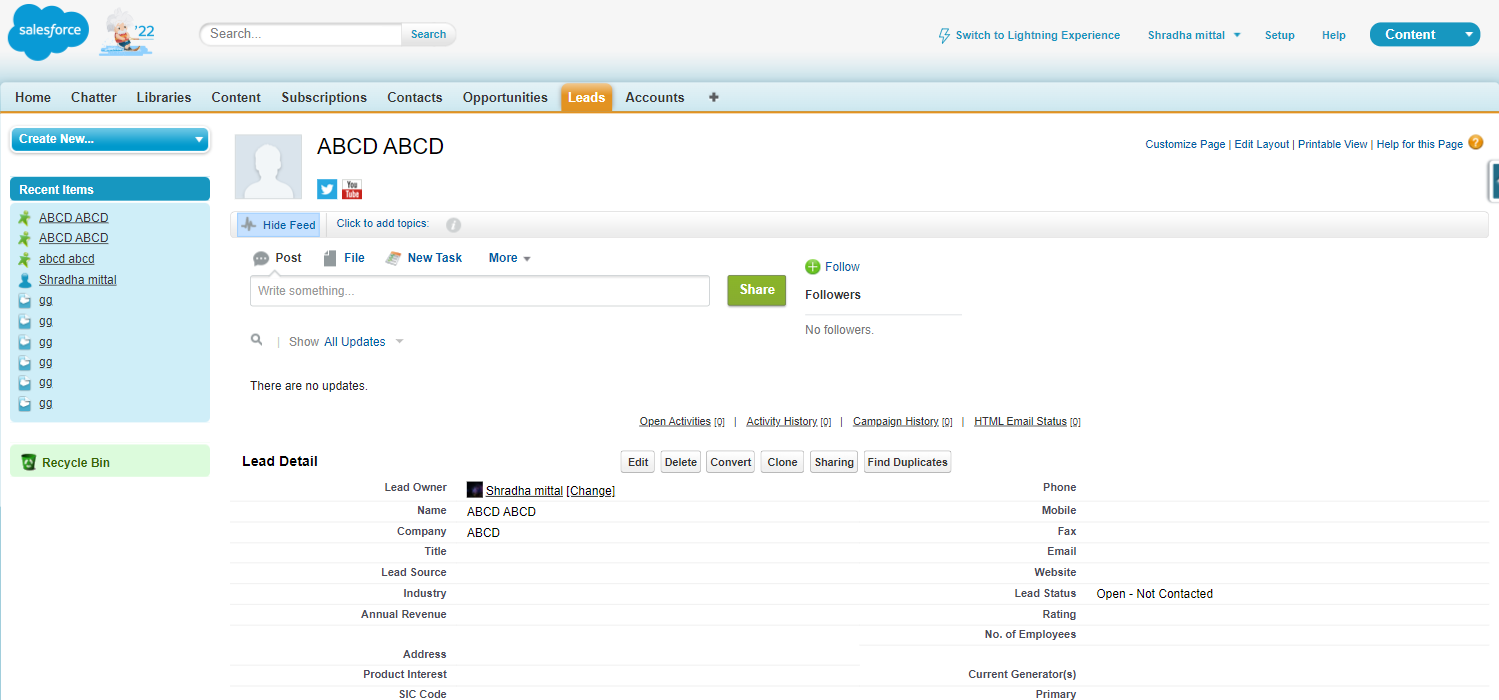 salesforce
'22
Search...
Search
Switch to Lightning Experience
Shradha mittal
Setup
Help
Content
Home Chatter Libraries Content Subscriptions Contacts Opportunities Leads Accounts +
Create New...
Recent Items
ABCD ABCD
ABCD ABCD
abcd abcd
Shradha mittal
gg
gg
gg
gg
gg
gg
Recycle Bin
ABCD ABCD
You Tube
Customize Page | Edit Layout | Printable View | Help for this Page ?
Hide Feed
Click to add topics: i
Post File New Task More
Write something...
Share
Follow
Followers
No followers.
| Show All Updates
There are no updates.
Open Activities [0] | Activity History [0] | Campaign History [0] | HTML Email Status [0]
Lead Detail
Edit Delete Convert Clone Sharing Find Duplicates
Lead Owner Shradha mittal [Change] Phone
Name ABCD ABCD Mobile
Company ABCD Fax
Title Email
Lead Source Website
Industry Lead Status Open - Not Contacted
Annual Revenue Rating
No. of Employees
Address
Product Interest Current Generator(s)
SIC Code Primary